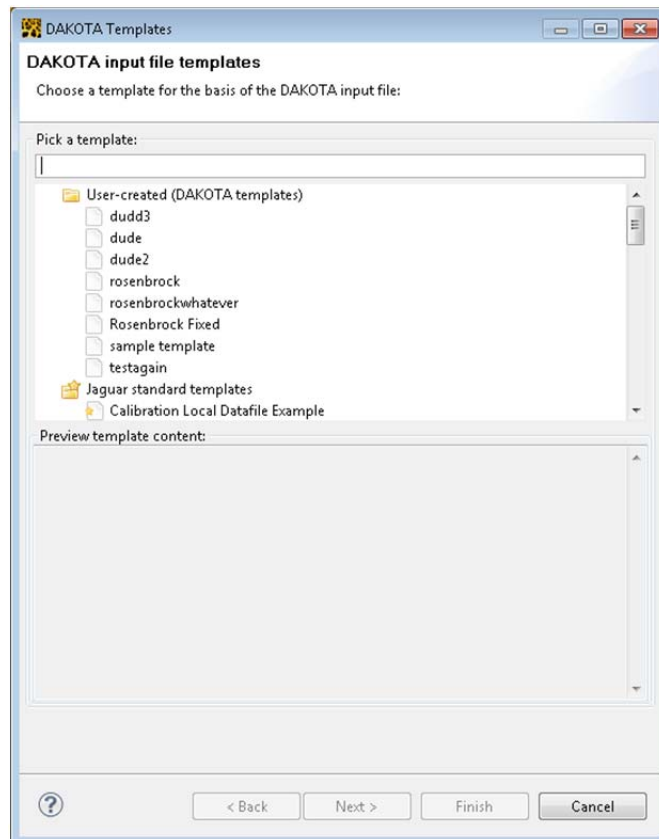 DAKOTA Templates
DAKOTA input file templates
Choose a template for the basis of the DAKOTA input file:
Pick a template:
User-created (DAKOTA templates)
dudd3
dude
dude2
rosenbrock
rosenbrockwhatever
Rosenbrock Fixed
sample template
testagain
Jaguar standard templates
Calibration Local Datafile Example
Preview template content:
?
< Back Next > Finish Cancel